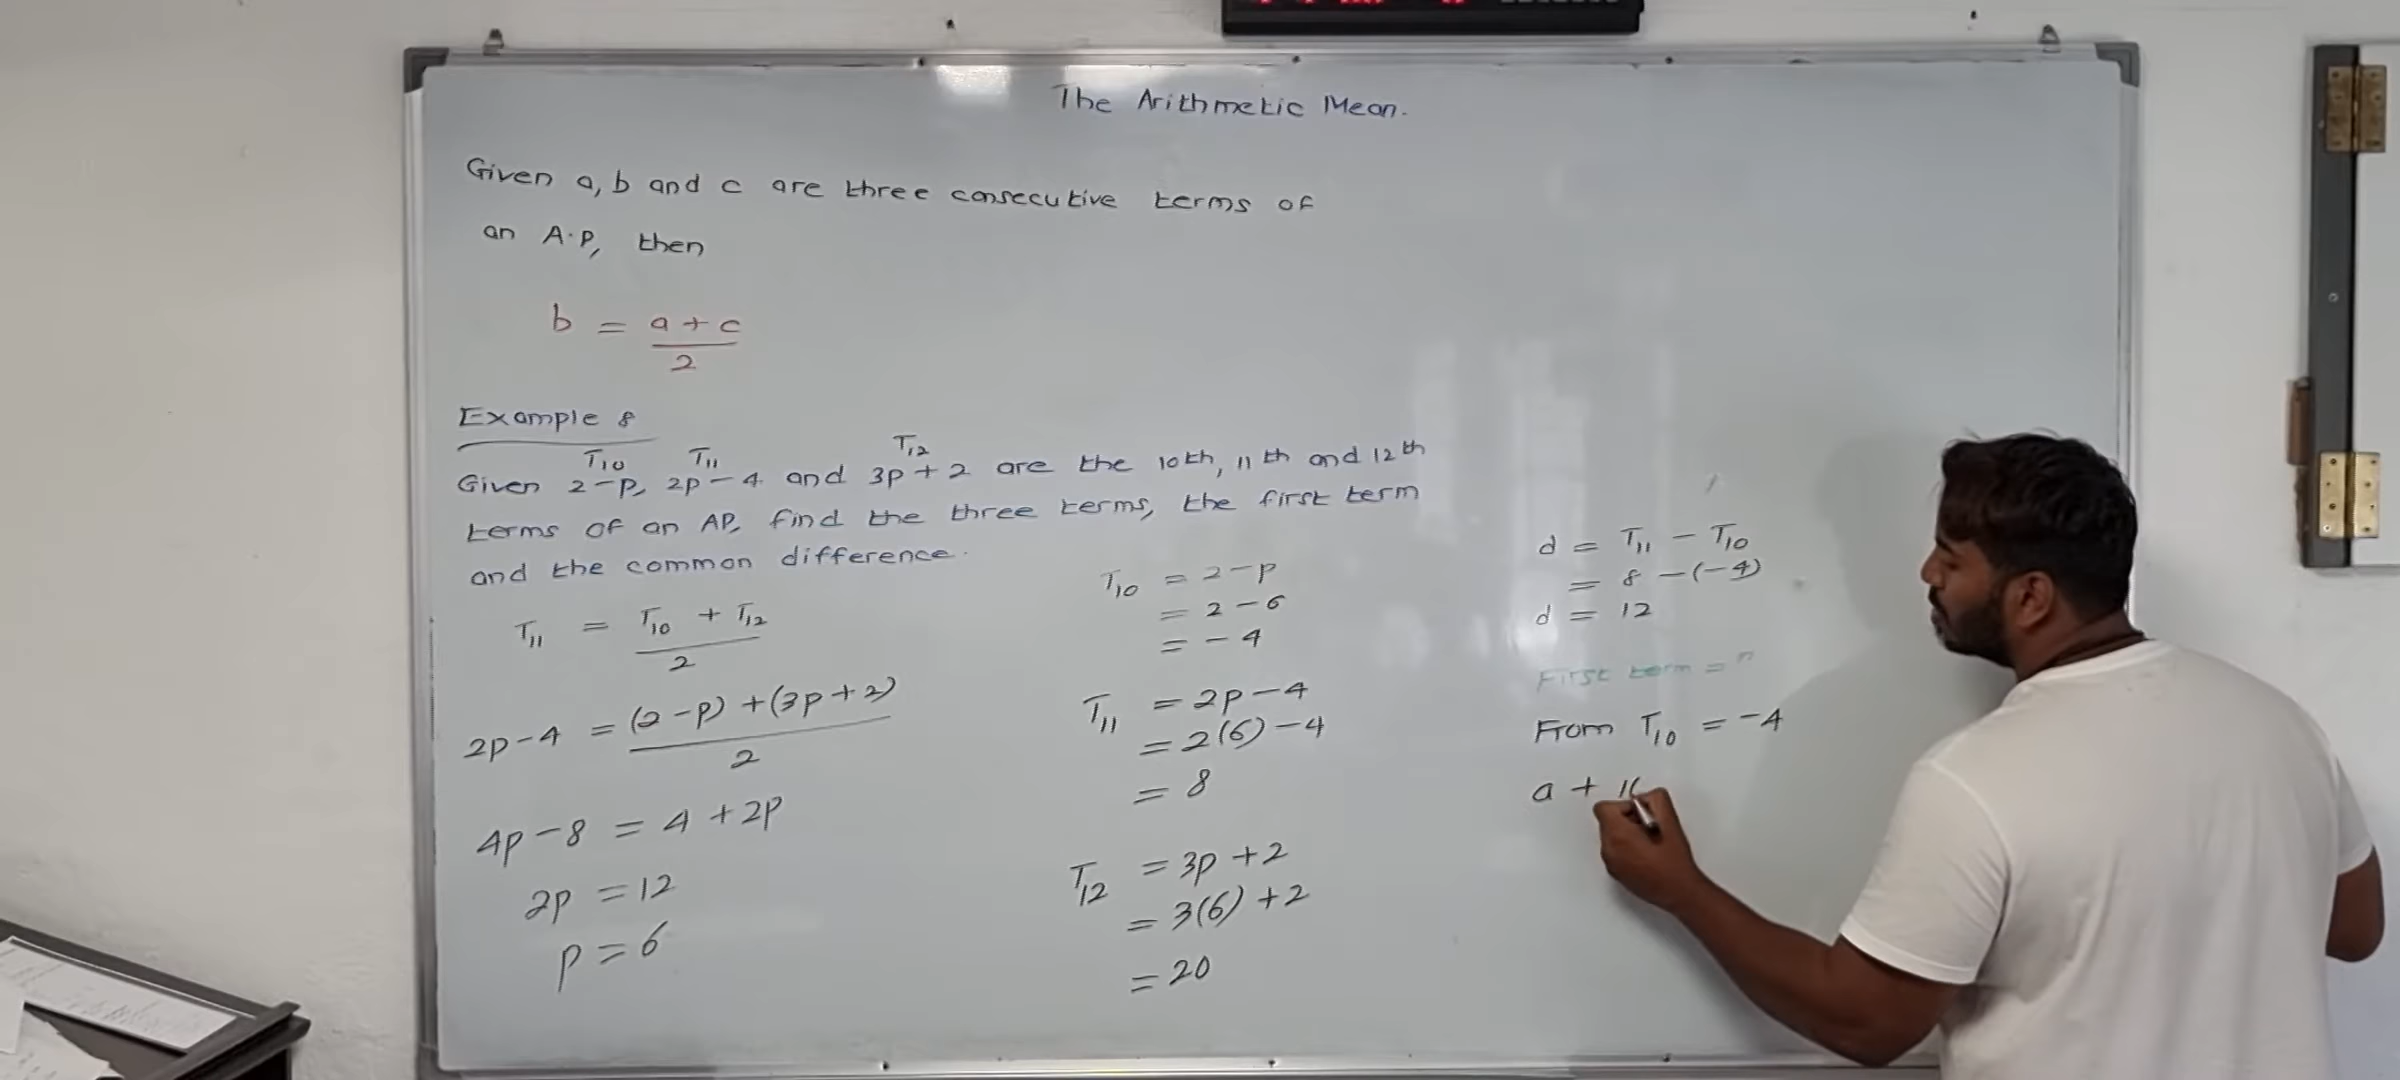 The Arithmetic Mean.
Given a, b and c are three consecutive terms of
an A.P, then
b = a + c
2
Example 8
T10 T11 T12
Given 2-p, 2p-4 and 3p+2 are the 10th, 11th and 12th
terms of an AP, find the three terms, the first term
and the common difference.
T11 = T10 + T12
2
2p-4 = (2-p) + (3p+2)
2
4p-8 = 4 + 2p
2p = 12
p = 6
T10 = 2-p
= 2-6
= -4
T11 = 2p-4
= 2(6)-4
= 8
T12 = 3p+2
= 3(6)+2
= 20
d = T11 - T10
= 8-(-4)
d = 12
First term =
From T10 = -4
a +